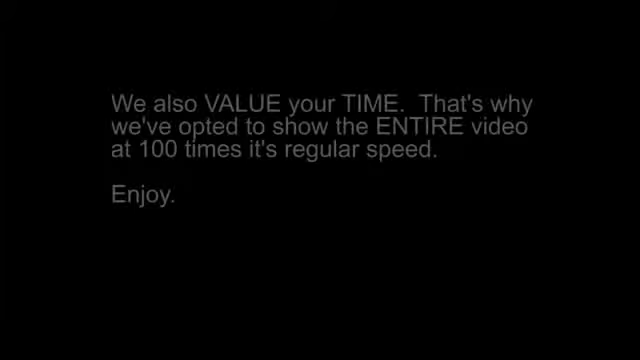 We also VALUE your TIME.  That's why
we've opted to show the ENTIRE video
at 100 times it's regular speed.
Enjoy.